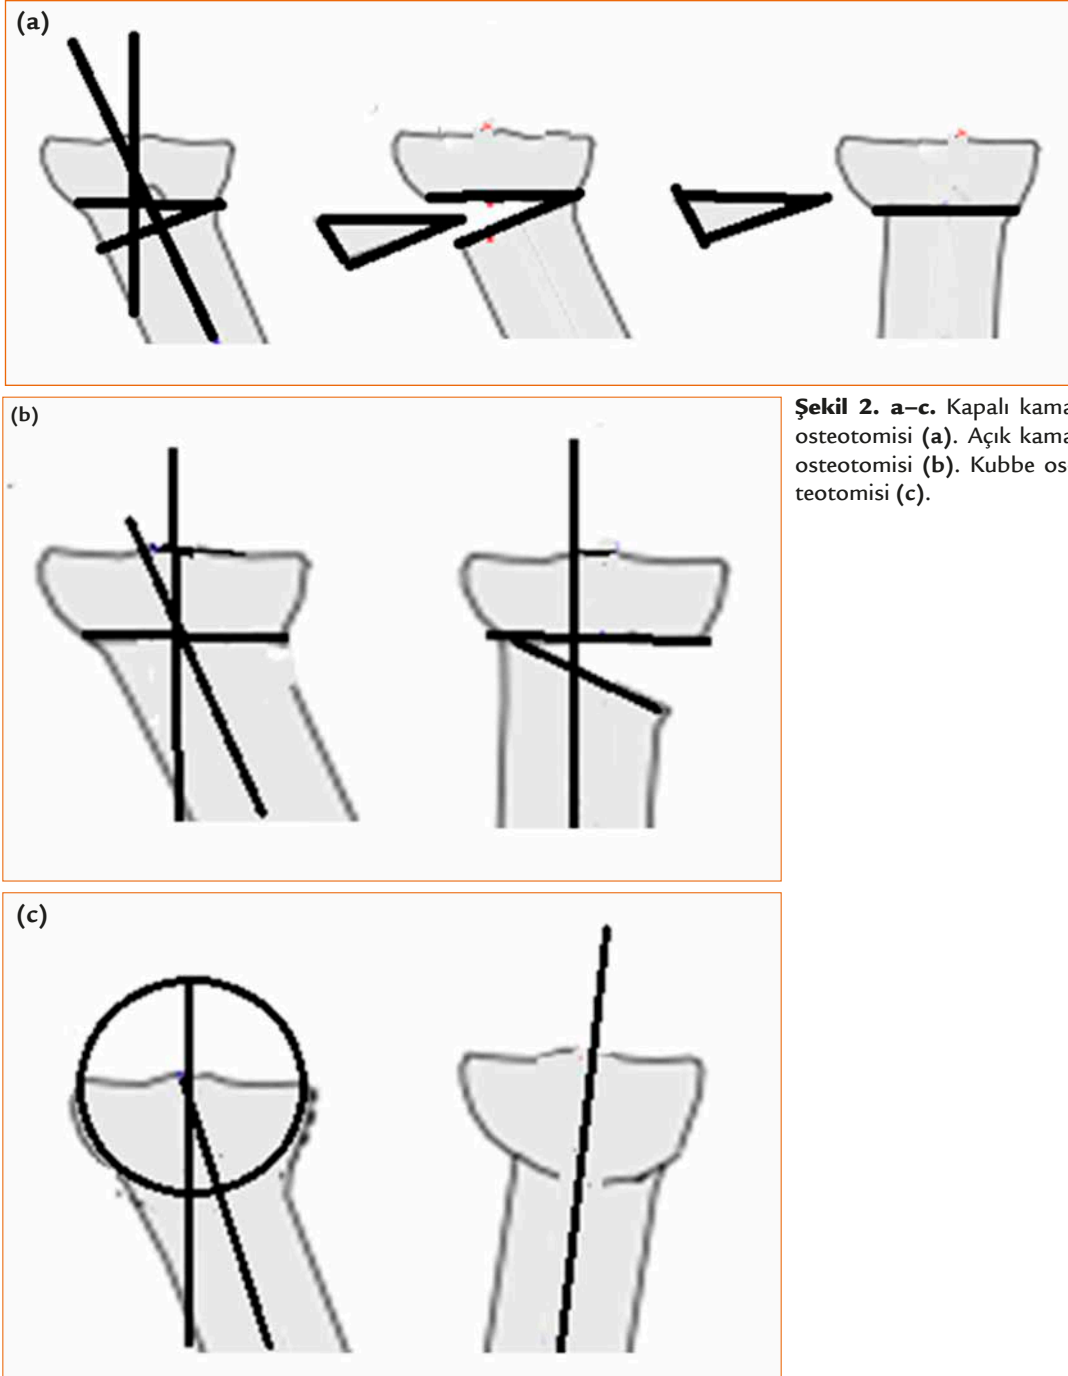 (a)
(b)
Şekil 2. a–c. Kapalı kama
osteotomisi (a). Açık kama
osteotomisi (b). Kubbe os-
teotomisi (c).
(c)